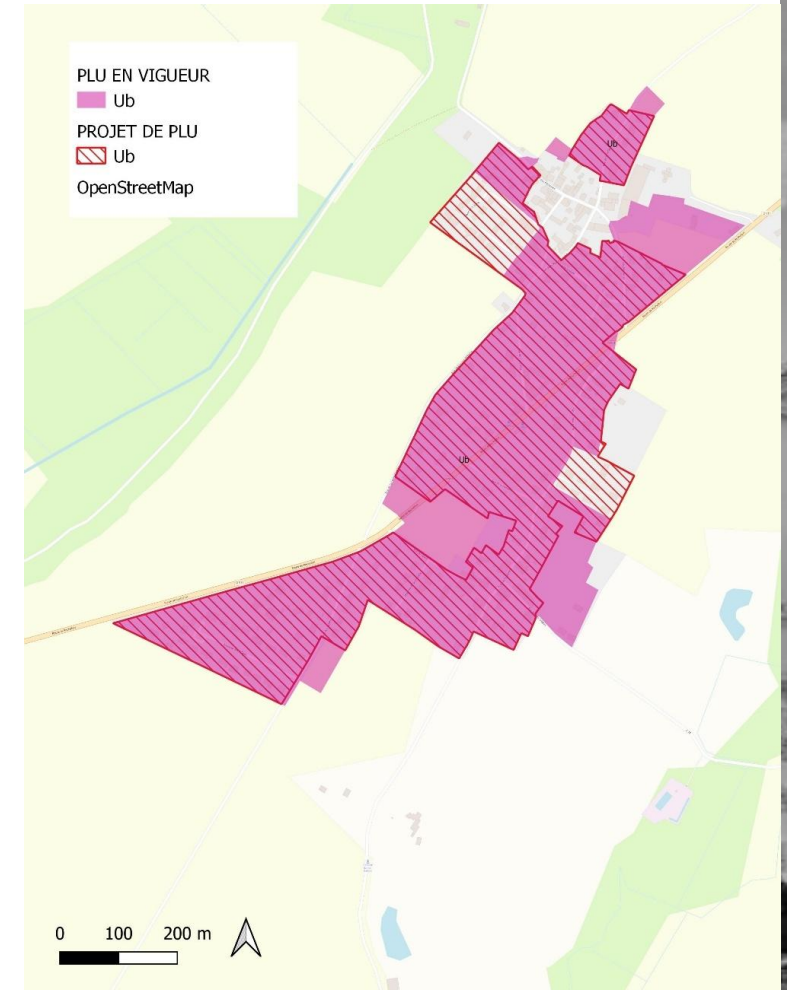 PLU EN VIGUEUR
Ub
PROJET DE PLU
Ub
OpenStreetMap
Ub
Ub
0 100 200 m